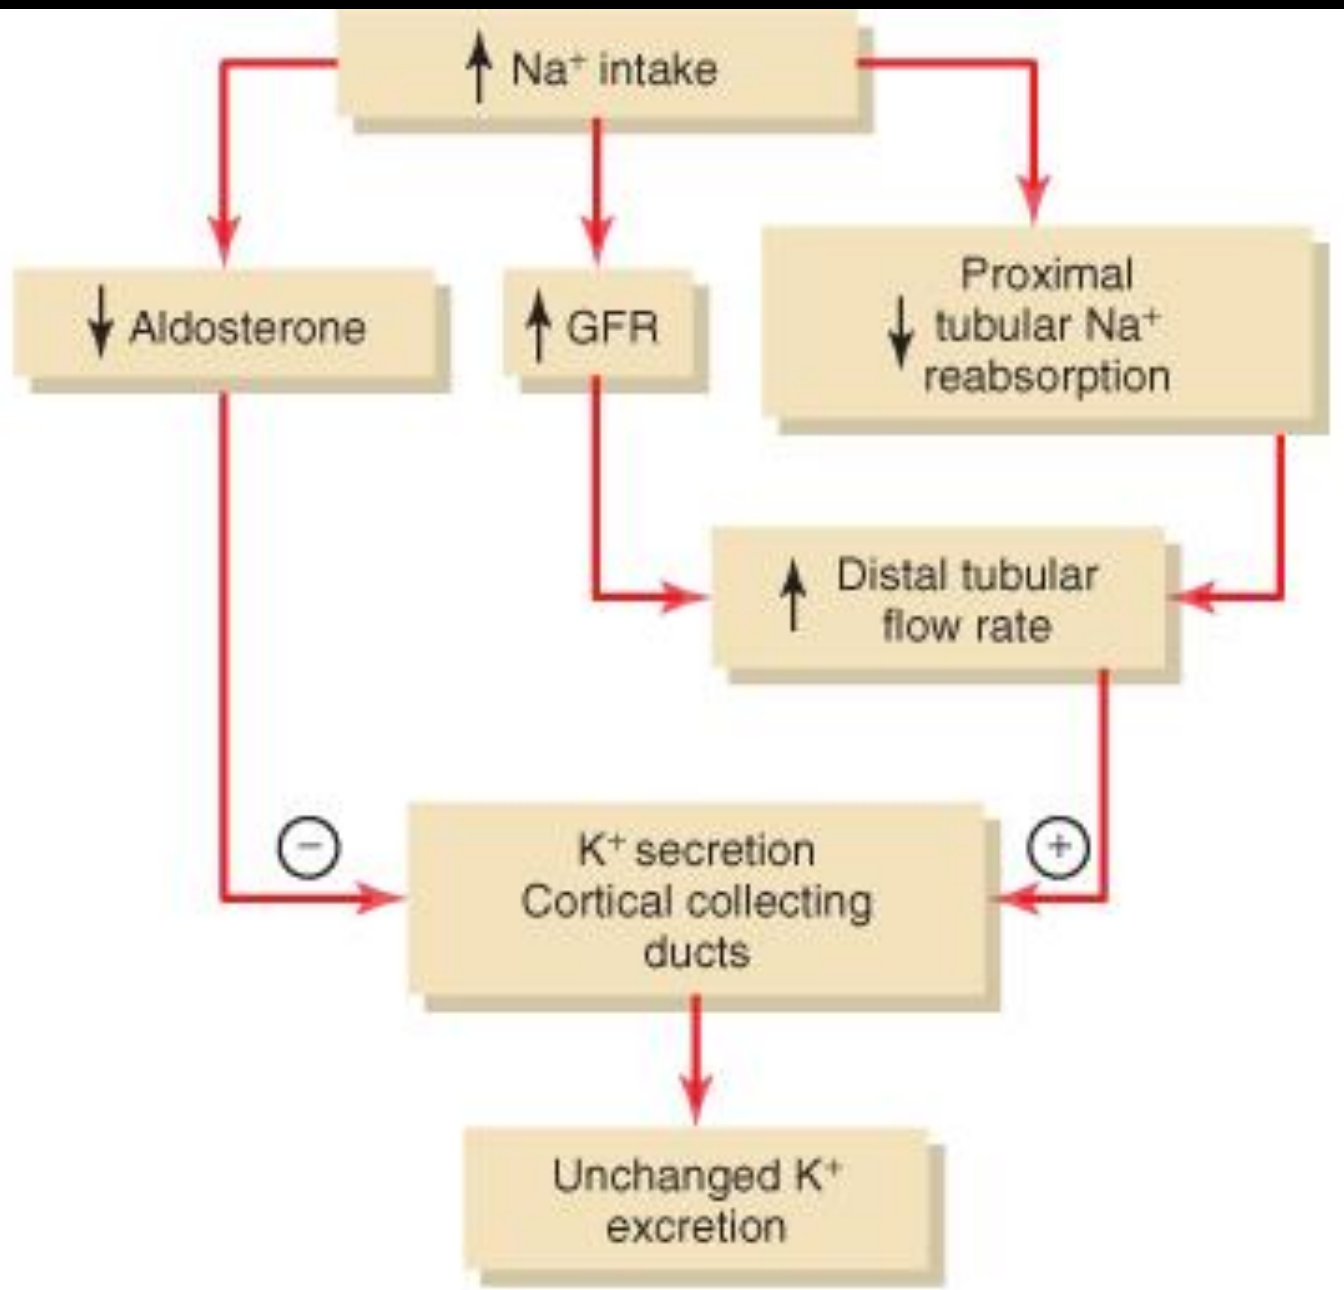 ↑ Na⁺ intake
↓ Aldosterone
↑ GFR
Proximal
↓ tubular Na⁺
reabsorption
↑ Distal tubular
flow rate
−
+
K⁺ secretion
Cortical collecting
ducts
Unchanged K⁺
excretion